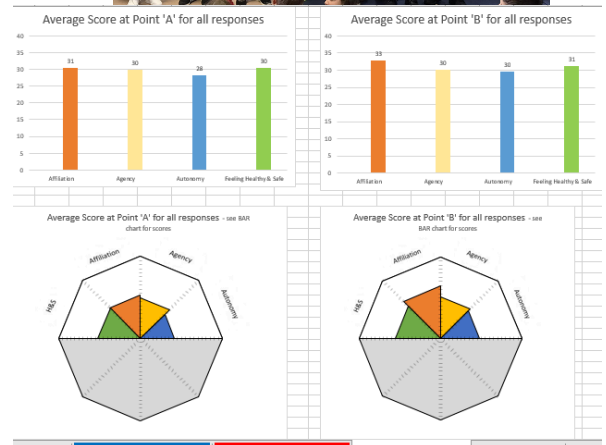 Average Score at Point 'A' for all responses
40
35
30
25
20
15
10
5
0
31
30
28
30
Affiliation
Agency
Autonomy
Feeling Healthy & Safe
Average Score at Point 'B' for all responses
40
35
30
25
20
15
10
5
0
33
30
30
31
Affiliation
Agency
Autonomy
Feeling Healthy & Safe
Average Score at Point 'A' for all responses - see BAR
chart for scores
H&S
Affiliation
Agency
Autonomy
Average Score at Point 'B' for all responses - see
BAR chart for scores
H&S
Affiliation
Agency
Autonomy